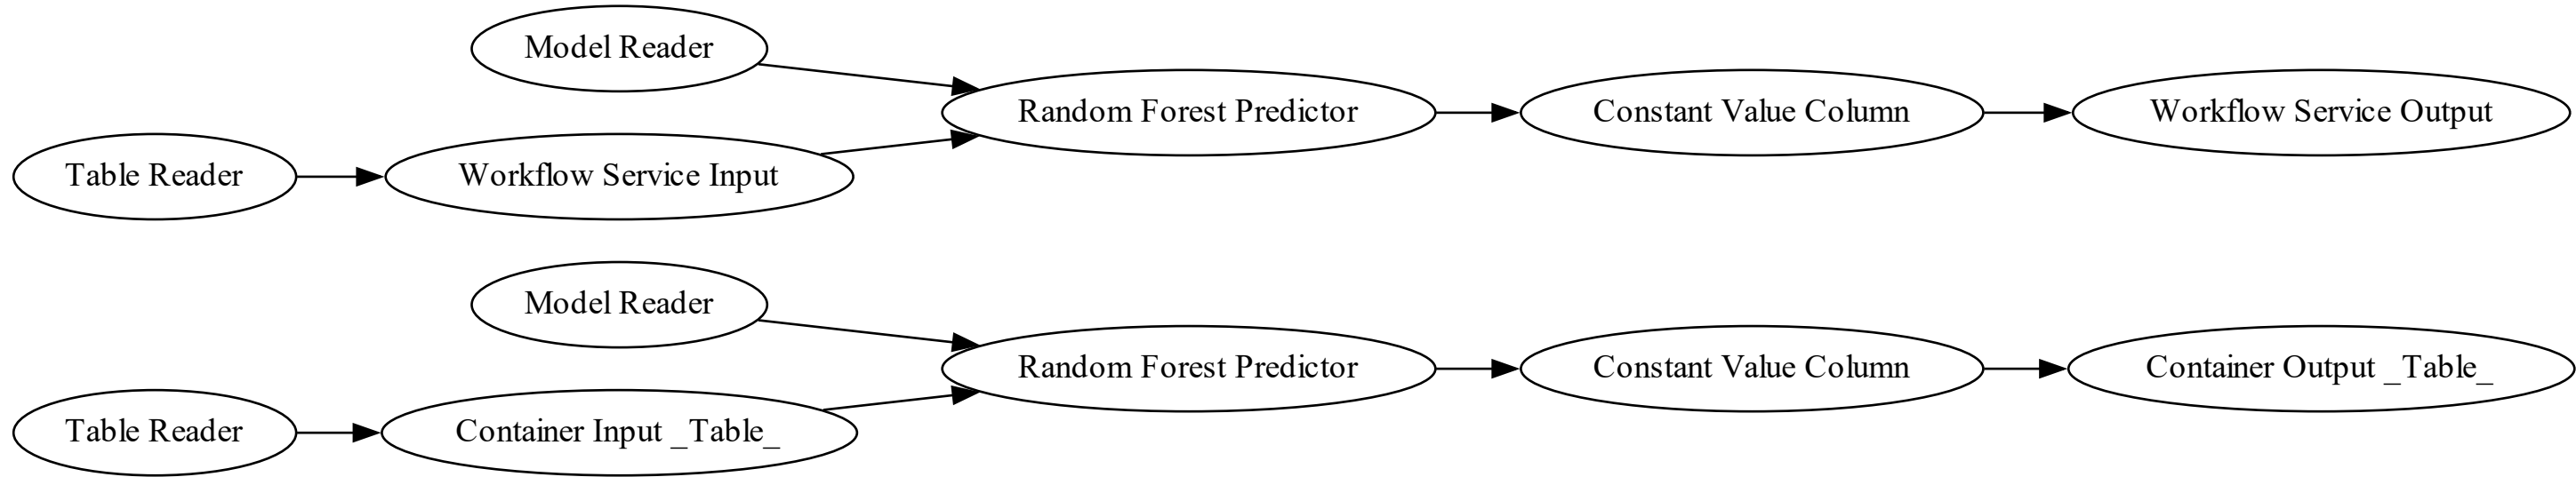 Model Reader
Random Forest Predictor
Constant Value Column
Workflow Service Output
Table Reader
Workflow Service Input
Model Reader
Random Forest Predictor
Constant Value Column
Container Output _Table_
Table Reader
Container Input _Table_